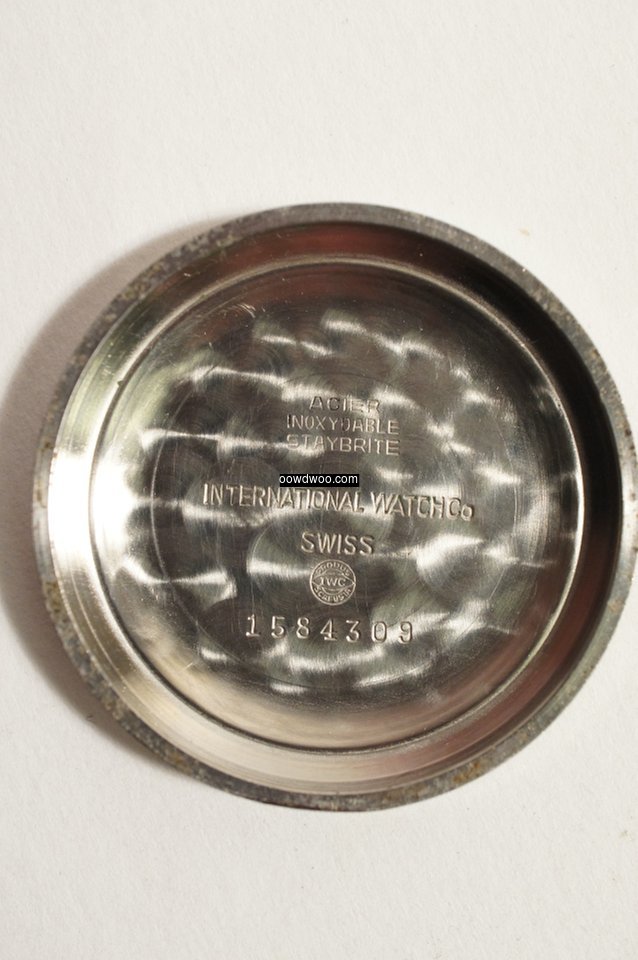 ACIER
INOXYDABLE
STAYBRITE
oowdwoo.com
INTERNATIONAL WATCH Co
SWISS
IWC
1584309